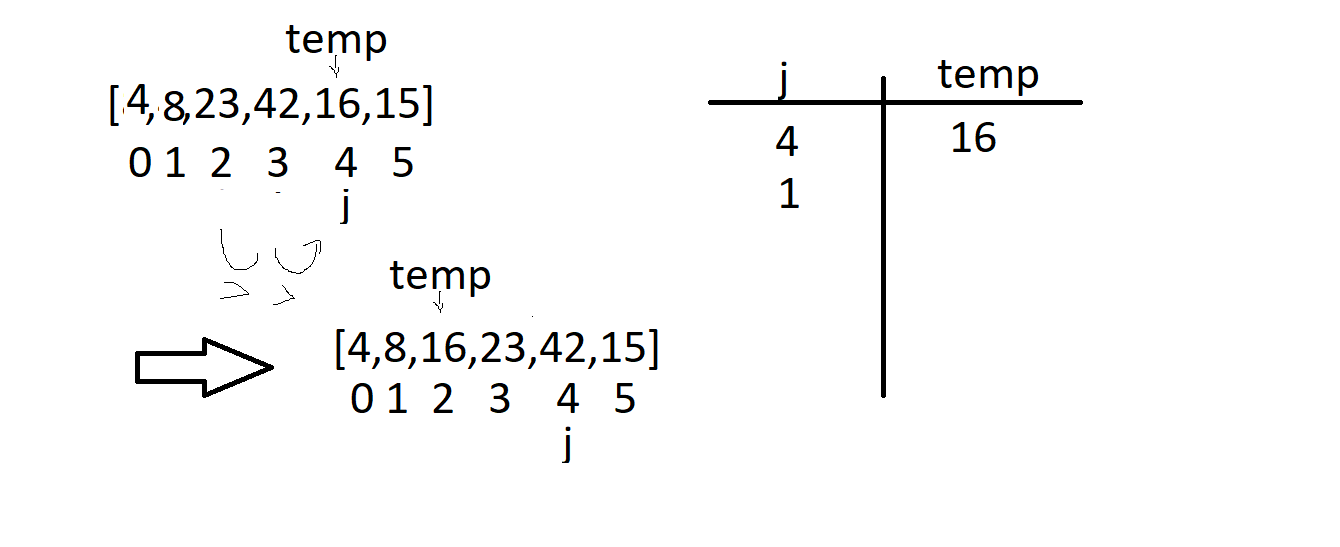 temp
[4,8,23,42,16,15]
0 1 2 3 4 5
j
temp
[4,8,16,23,42,15]
0 1 2 3 4 5
j
j temp
4 16
1